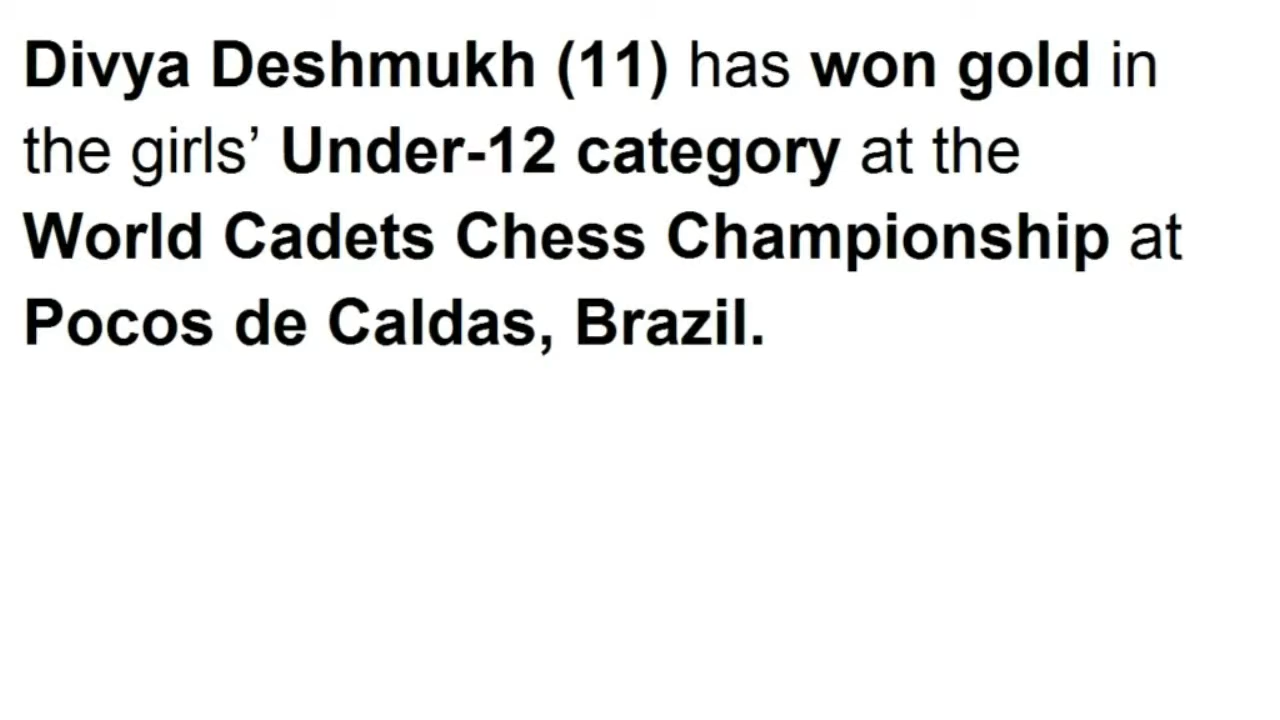 Divya Deshmukh (11) has won gold in
the girls’ Under-12 category at the
World Cadets Chess Championship at
Pocos de Caldas, Brazil.